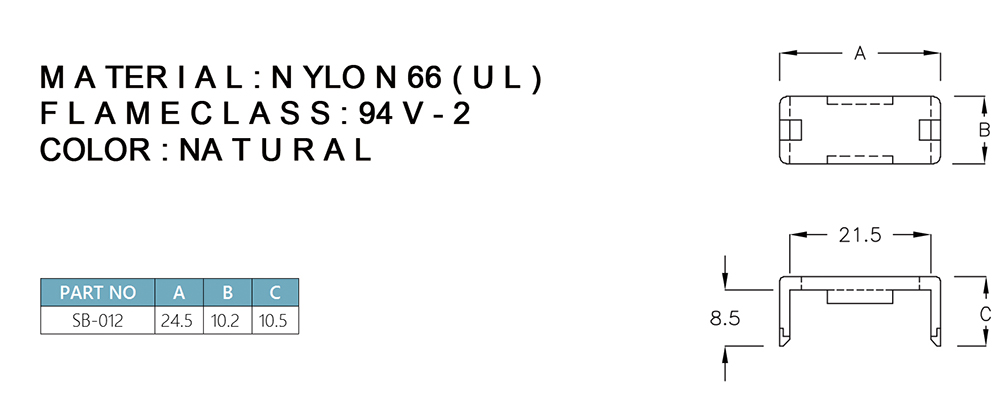 MATERIAL : NYLON 66 ( UL )
FLAMECLASS : 94V-2
COLOR : NATURAL
PART NO A B C
SB-012 24.5 10.2 10.5
A
B
21.5
8.5
C